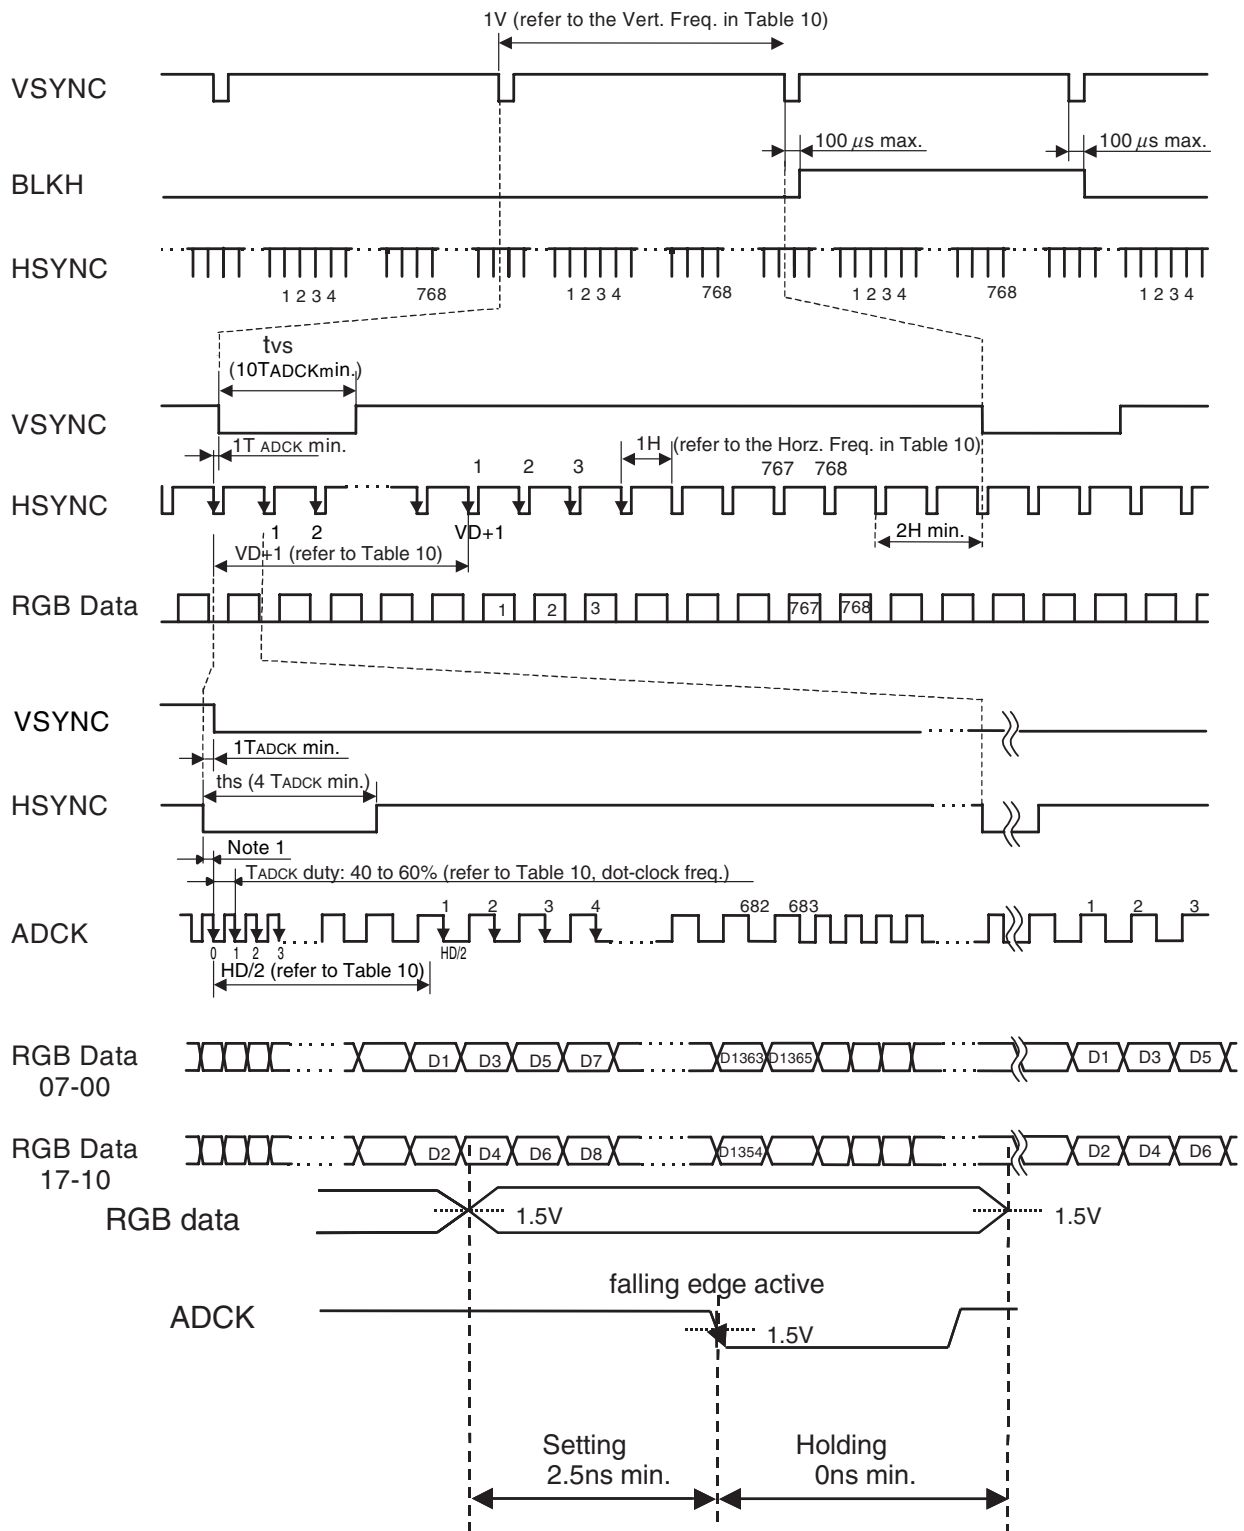 1V (refer to the Vert. Freq. in Table 10)
VSYNC
100 μs max.
100 μs max.
BLKH
HSYNC
1 2 3 4
768
1 2 3 4
768
1 2 3 4
768
1 2 3 4
tvs
(10TADCKmin.)
VSYNC
1T ADCK min.
1H
(refer to the Horz. Freq. in Table 10)
1
2
3
767
768
HSYNC
1
2
VD+1
2H min.
VD+1 (refer to Table 10)
RGB Data
1
2
3
767
768
VSYNC
1TADCK min.
ths (4 TADCK min.)
HSYNC
Note 1
TADCK duty: 40 to 60% (refer to Table 10, dot-clock freq.)
1
2
3
4
682
683
1
2
3
ADCK
0
1
2
3
HD/2
HD/2 (refer to Table 10)
RGB Data
07-00
D1
D3
D5
D7
D1363
D1365
D1
D3
D5
RGB Data
17-10
D2
D4
D6
D8
D1354
D2
D4
D6
RGB data
1.5V
1.5V
falling edge active
ADCK
1.5V
Setting
2.5ns min.
Holding
0ns min.